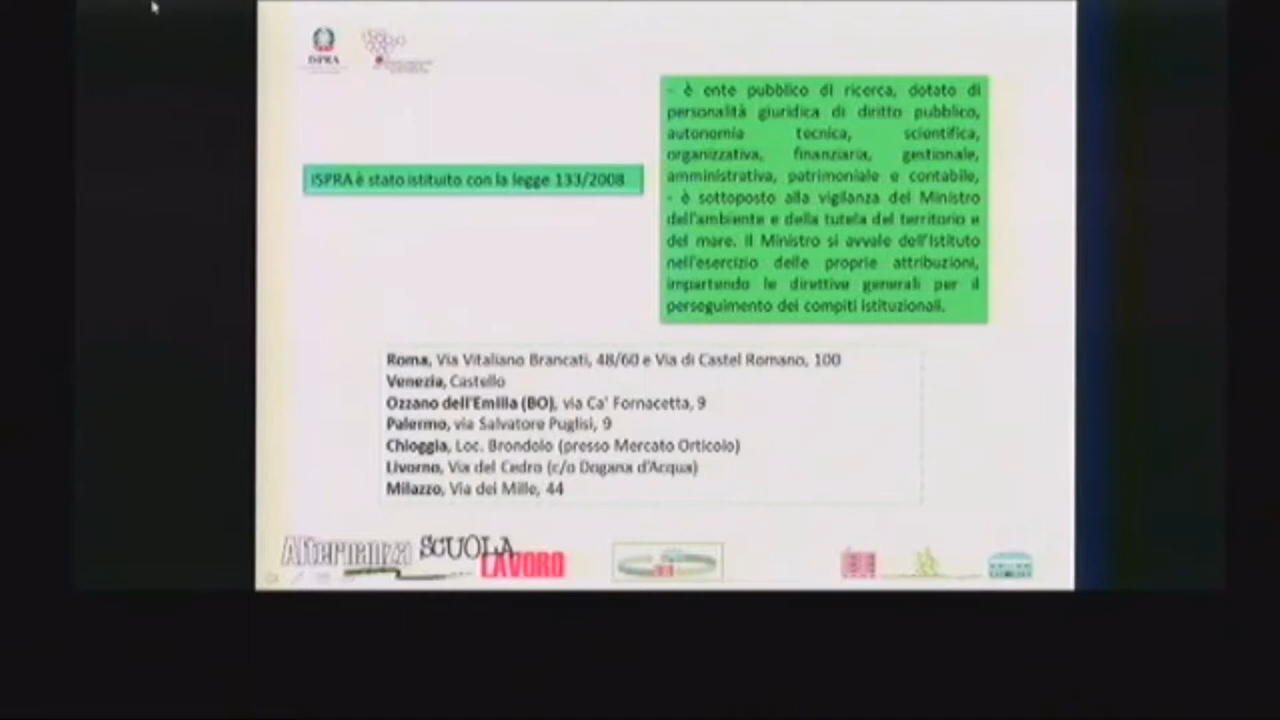 ISPRA
ISPRA è stato istituito con la legge 133/2008
- è ente pubblico di ricerca, dotato di
personalità giuridica di diritto pubblico,
autonomia tecnica, scientifica,
organizzativa, finanziaria, gestionale,
amministrativa, patrimoniale e contabile,
- è sottoposto alla vigilanza del Ministro
dell'ambiente e della tutela del territorio e
del mare. Il Ministro si avvale dell'Istituto
nell'esercizio delle proprie attribuzioni,
impartendo le direttive generali per il
perseguimento dei compiti istituzionali.
Roma, Via Vitaliano Brancati, 48/60 e Via di Castel Romano, 100
Venezia, Castello
Ozzano dell'Emilia (BO), via Ca' Fornacetta, 9
Palermo, via Salvatore Puglisi, 9
Chioggia, Loc. Brondolo (presso Mercato Orticolo)
Livorno, Via del Cedro (c/o Dogana d'Acqua)
Milazzo, Via dei Mille, 44
Alternanza SCUOLA
LAVORO